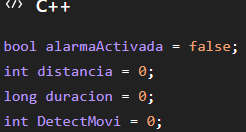 </> C++
bool alarmaActivada = false;
int distancia = 0;
long duracion = 0;
int DetectMovi = 0;